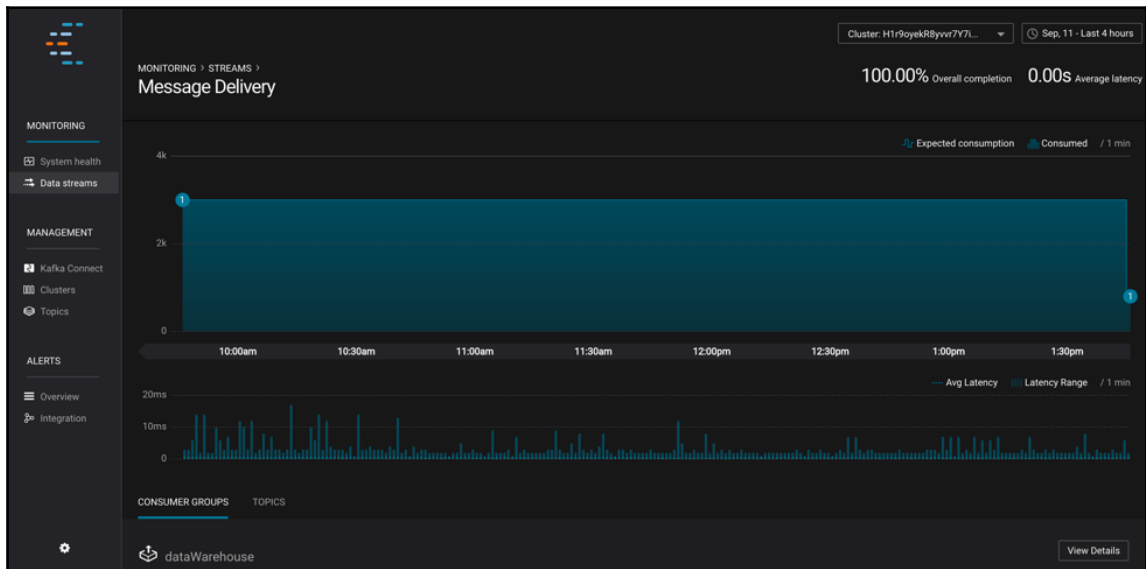 Cluster: H1r9oyekR8yvvr7Y7i...
Sep, 11 - Last 4 hours
MONITORING > STREAMS >
Message Delivery
100.00% Overall completion 0.00s Average latency
MONITORING
System health
Data streams
MANAGEMENT
Kafka Connect
Clusters
Topics
ALERTS
Overview
Integration
Expected consumption Consumed / 1 min
4k
1
2k
1
0
10:00am 10:30am 11:00am 11:30am 12:00pm 12:30pm 1:00pm 1:30pm
Avg Latency Latency Range / 1 min
20ms
10ms
0
CONSUMER GROUPS TOPICS
dataWarehouse
View Details